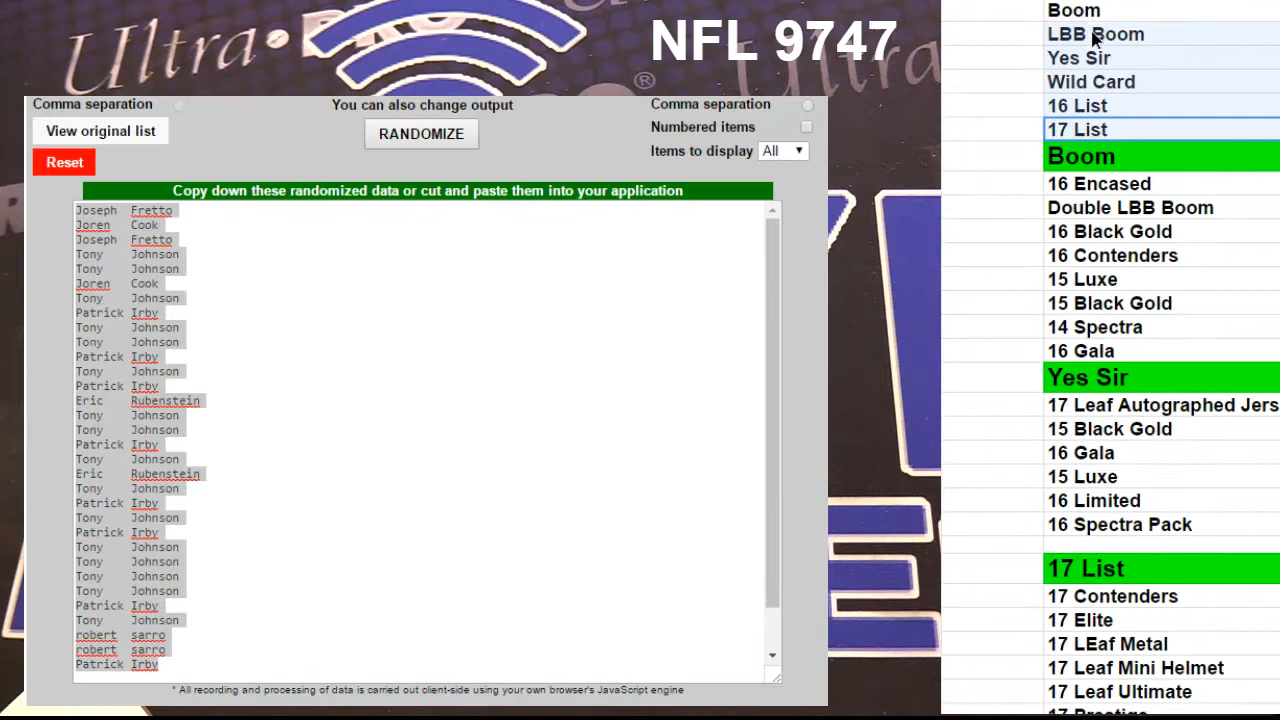 Ultra•PRO
Ultra
®
NFL 9747
Comma separation
You can also change output
Comma separation
View original list
RANDOMIZE
Numbered items
Reset
Items to display All
Copy down these randomized data or cut and paste them into your application
Joseph Fretto
Joren Cook
Joseph Fretto
Tony Johnson
Tony Johnson
Joren Cook
Tony Johnson
Patrick Irby
Tony Johnson
Tony Johnson
Patrick Irby
Tony Johnson
Patrick Irby
Eric Rubenstein
Tony Johnson
Tony Johnson
Patrick Irby
Tony Johnson
Eric Rubenstein
Tony Johnson
Patrick Irby
Tony Johnson
Patrick Irby
Tony Johnson
Tony Johnson
Tony Johnson
Tony Johnson
Patrick Irby
Tony Johnson
robert sarro
robert sarro
Patrick Irby
* All recording and processing of data is carried out client-side using your own browser's JavaScript engine
Boom
LBB Boom
Yes Sir
Wild Card
16 List
17 List
Boom
16 Encased
Double LBB Boom
16 Black Gold
16 Contenders
15 Luxe
15 Black Gold
14 Spectra
16 Gala
Yes Sir
17 Leaf Autographed Jers
15 Black Gold
16 Gala
15 Luxe
16 Limited
16 Spectra Pack
17 List
17 Contenders
17 Elite
17 LEaf Metal
17 Leaf Mini Helmet
17 Leaf Ultimate
17 Prestige